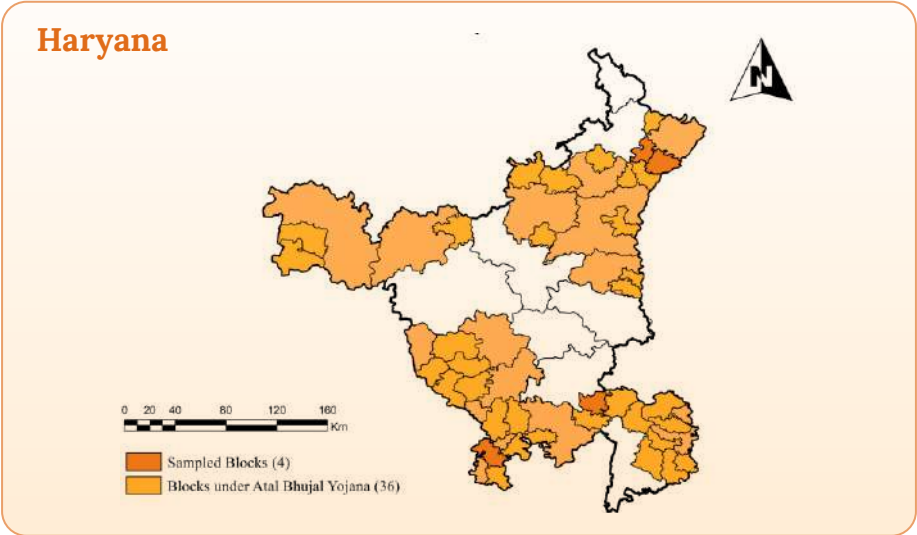 Haryana
N
0 20 40 80 120 160
Km
Sampled Blocks (4)
Blocks under Atal Bhujal Yojana (36)